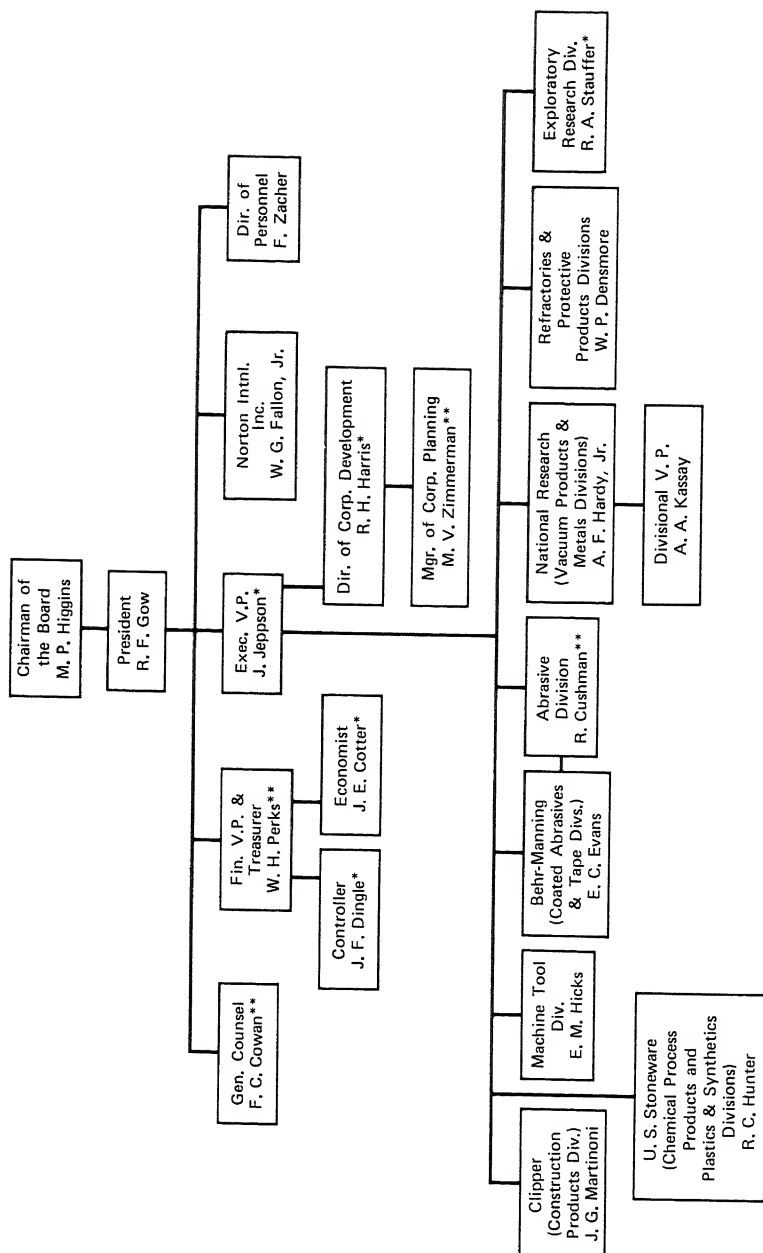 Chairman of
the Board
M. P. Higgins
President
R. F. Gow
Gen. Counsel
F. C. Cowan**
Fin. V.P. &
Treasurer
W. H. Perks**
Exec. V.P.
J. Jeppson*
Norton Intnl.
Inc.
W. G. Fallon, Jr.
Dir. of
Personnel
F. Zacher
Controller
J. F. Dingle*
Economist
J. E. Cotter*
Dir. of Corp. Development
R. H. Harris*
Mgr. of Corp. Planning
M. V. Zimmerman**
Clipper
(Construction
Products Div.)
J. G. Martinoni
U. S. Stoneware
(Chemical Process
Products and
Plastics & Synthetics
Divisions)
R. C. Hunter
Machine Tool
Div.
E. M. Hicks
Behr-Manning
(Coated Abrasives
& Tape Divs.)
E. C. Evans
Abrasive
Division
R. Cushman**
National Research
(Vacuum Products &
Metals Divisions)
A. F. Hardy, Jr.
Divisional V. P.
A. A. Kassay
Refractories &
Protective
Products Divisions
W. P. Densmore
Exploratory
Research Div.
R. A. Stauffer*